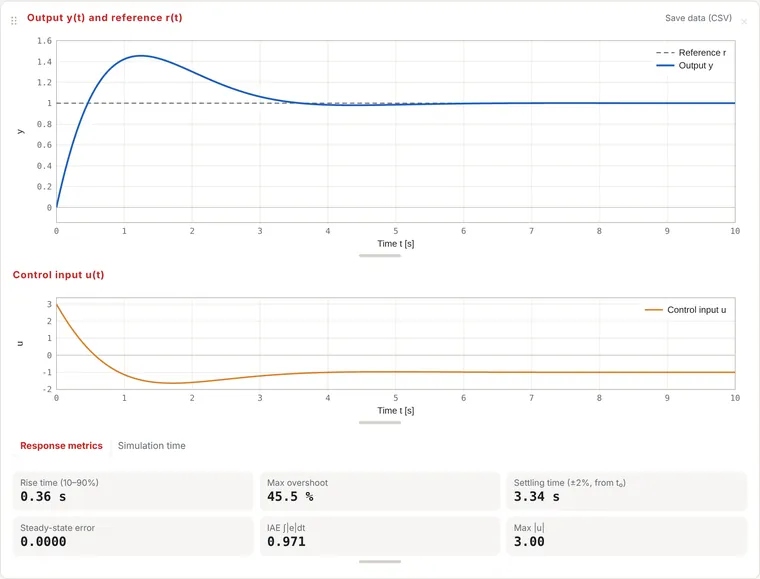 Output y(t) and reference r(t)
Save data (CSV) ×
1.6
1.4
1.2
1
0.8
0.6
0.4
0.2
0
y
Reference r
Output y
0 1 2 3 4 5 6 7 8 9 10
Time t [s]
Control input u(t)
3
2
1
0
-1
-2
u
Control input u
0 1 2 3 4 5 6 7 8 9 10
Time t [s]
Response metrics Simulation time
Rise time (10–90%)
0.36 s
Max overshoot
45.5 %
Settling time (±2%, from t₀)
3.34 s
Steady-state error
0.0000
IAE ∫|e|dt
0.971
Max |u|
3.00